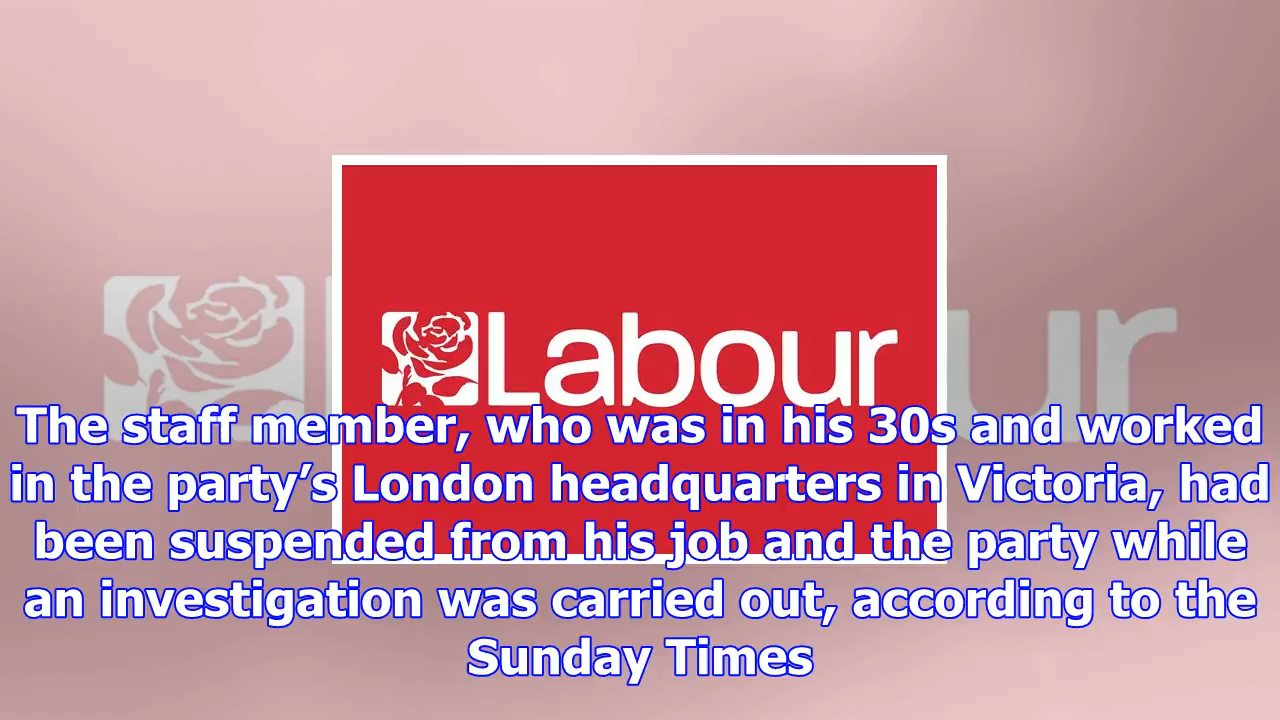 Labour
The staff member, who was in his 30s and worked
in the party’s London headquarters in Victoria, had
been suspended from his job and the party while
an investigation was carried out, according to the
Sunday Times